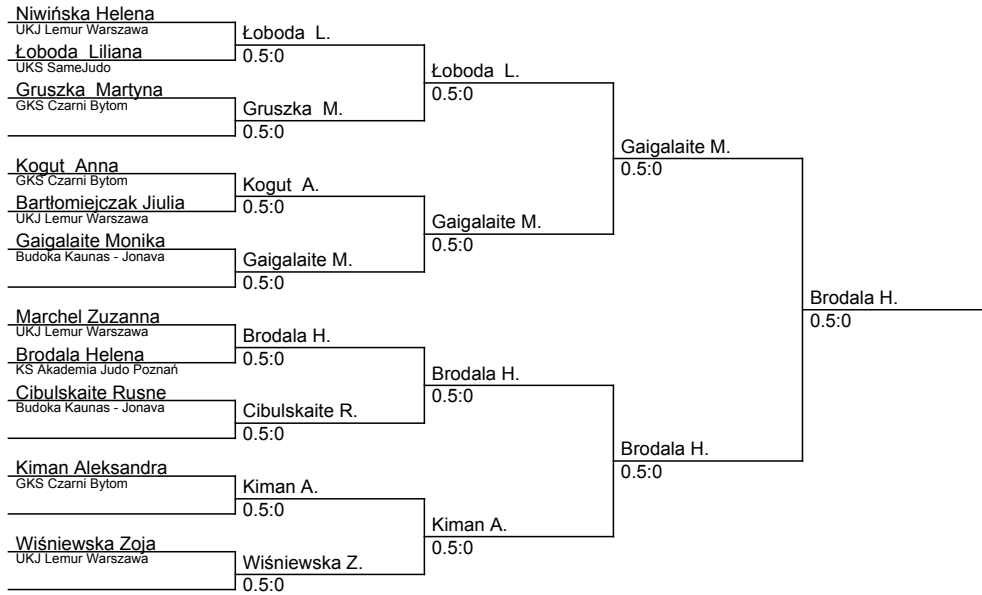 Niwińska Helena
UKJ Lemur Warszawa
Łoboda Liliana
UKS SameJudo
Gruszka Martyna
GKS Czarni Bytom
Kogut Anna
GKS Czarni Bytom
Bartłomiejczak Jiulia
UKJ Lemur Warszawa
Gaigalaite Monika
Budoka Kaunas - Jonava
Marchel Zuzanna
UKJ Lemur Warszawa
Brodala Helena
KS Akademia Judo Poznań
Cibulskaite Rusne
Budoka Kaunas - Jonava
Kiman Aleksandra
GKS Czarni Bytom
Wiśniewska Zoja
UKJ Lemur Warszawa
Łoboda L.
0.5:0
Gruszka M.
0.5:0
Kogut A.
0.5:0
Gaigalaite M.
0.5:0
Brodala H.
0.5:0
Cibulskaite R.
0.5:0
Kiman A.
0.5:0
Wiśniewska Z.
0.5:0
Łoboda L.
0.5:0
Gaigalaite M.
0.5:0
Brodala H.
0.5:0
Kiman A.
0.5:0
Gaigalaite M.
0.5:0
Brodala H.
0.5:0
Brodala H.
0.5:0